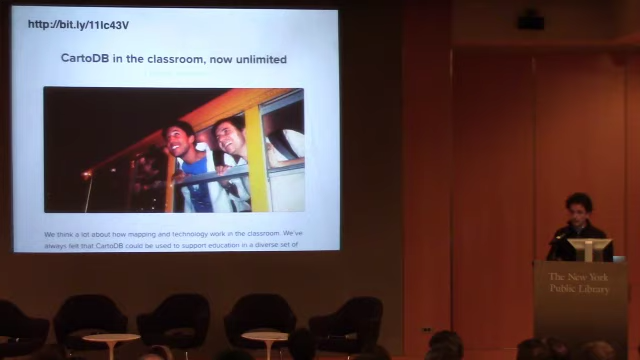 http://bit.ly/11Ic43V
CartoDB in the classroom, now unlimited
We think a lot about how mapping and technology work in the classroom. We've
always felt that CartoDB could be used to support education in a diverse set of
The New York
Public Library